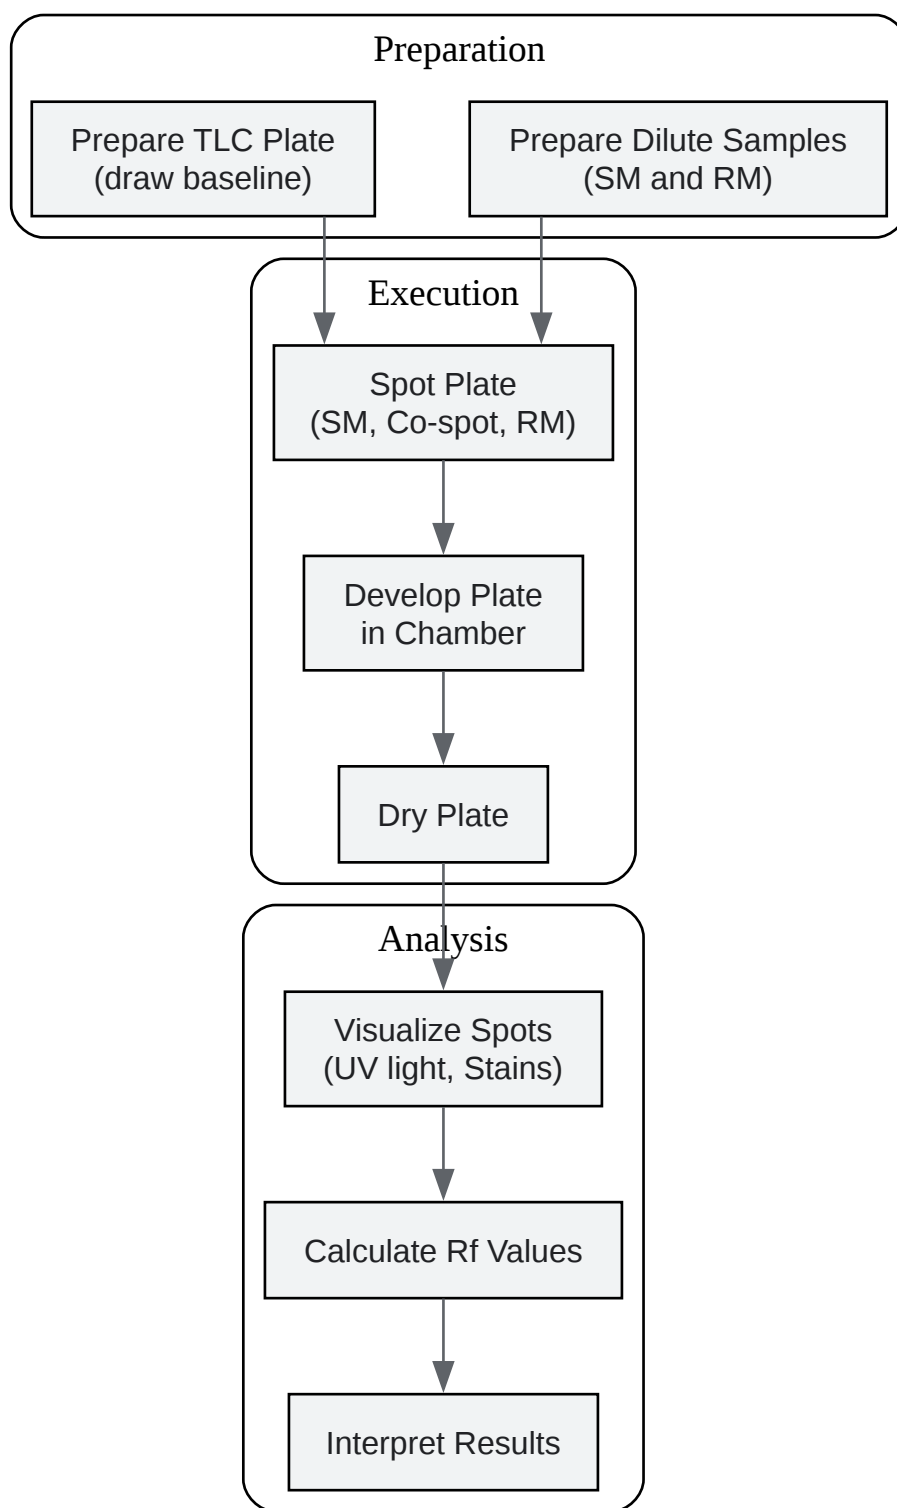 Preparation
Prepare TLC Plate
(draw baseline)
Prepare Dilute Samples
(SM and RM)
Execution
Spot Plate
(SM, Co-spot, RM)
Develop Plate
in Chamber
Dry Plate
Analysis
Visualize Spots
(UV light, Stains)
Calculate Rf Values
Interpret Results